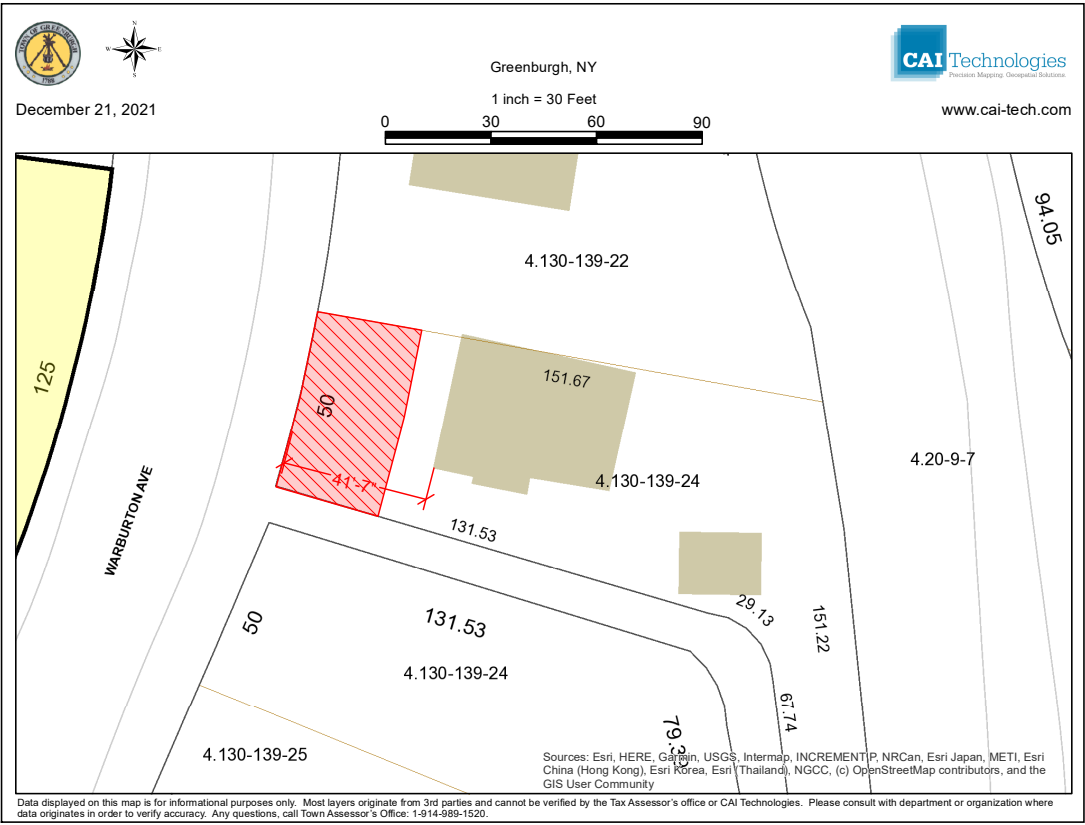 TOWN OF GREENBURGH
N
W E
S
Greenburgh, NY
CAI Technologies
Precision Mapping. Geospatial Solutions.
December 21, 2021
1 inch = 30 Feet
www.cai-tech.com
0 30 60 90
94.05
4.130-139-22
125
151.67
50
4.20-9-7
41'-7"
4.130-139-24
WARBURTON AVE
131.53
29.13
50
131.53
151.22
4.130-139-24
67.74
4.130-139-25
Sources: Esri, HERE, Garmin, USGS, Intermap, INCREMENT P, NRCan, Esri Japan, METI, Esri
China (Hong Kong), Esri Korea, Esri (Thailand), NGCC, (c) OpenStreetMap contributors, and the
GIS User Community
Data displayed on this map is for informational purposes only. Most layers originate from 3rd parties and cannot be verified by the Tax Assessor's office or CAI Technologies. Please consult with department or organization where
data originates in order to verify accuracy. Any questions, call Town Assessor's Office: 1-914-989-1520.